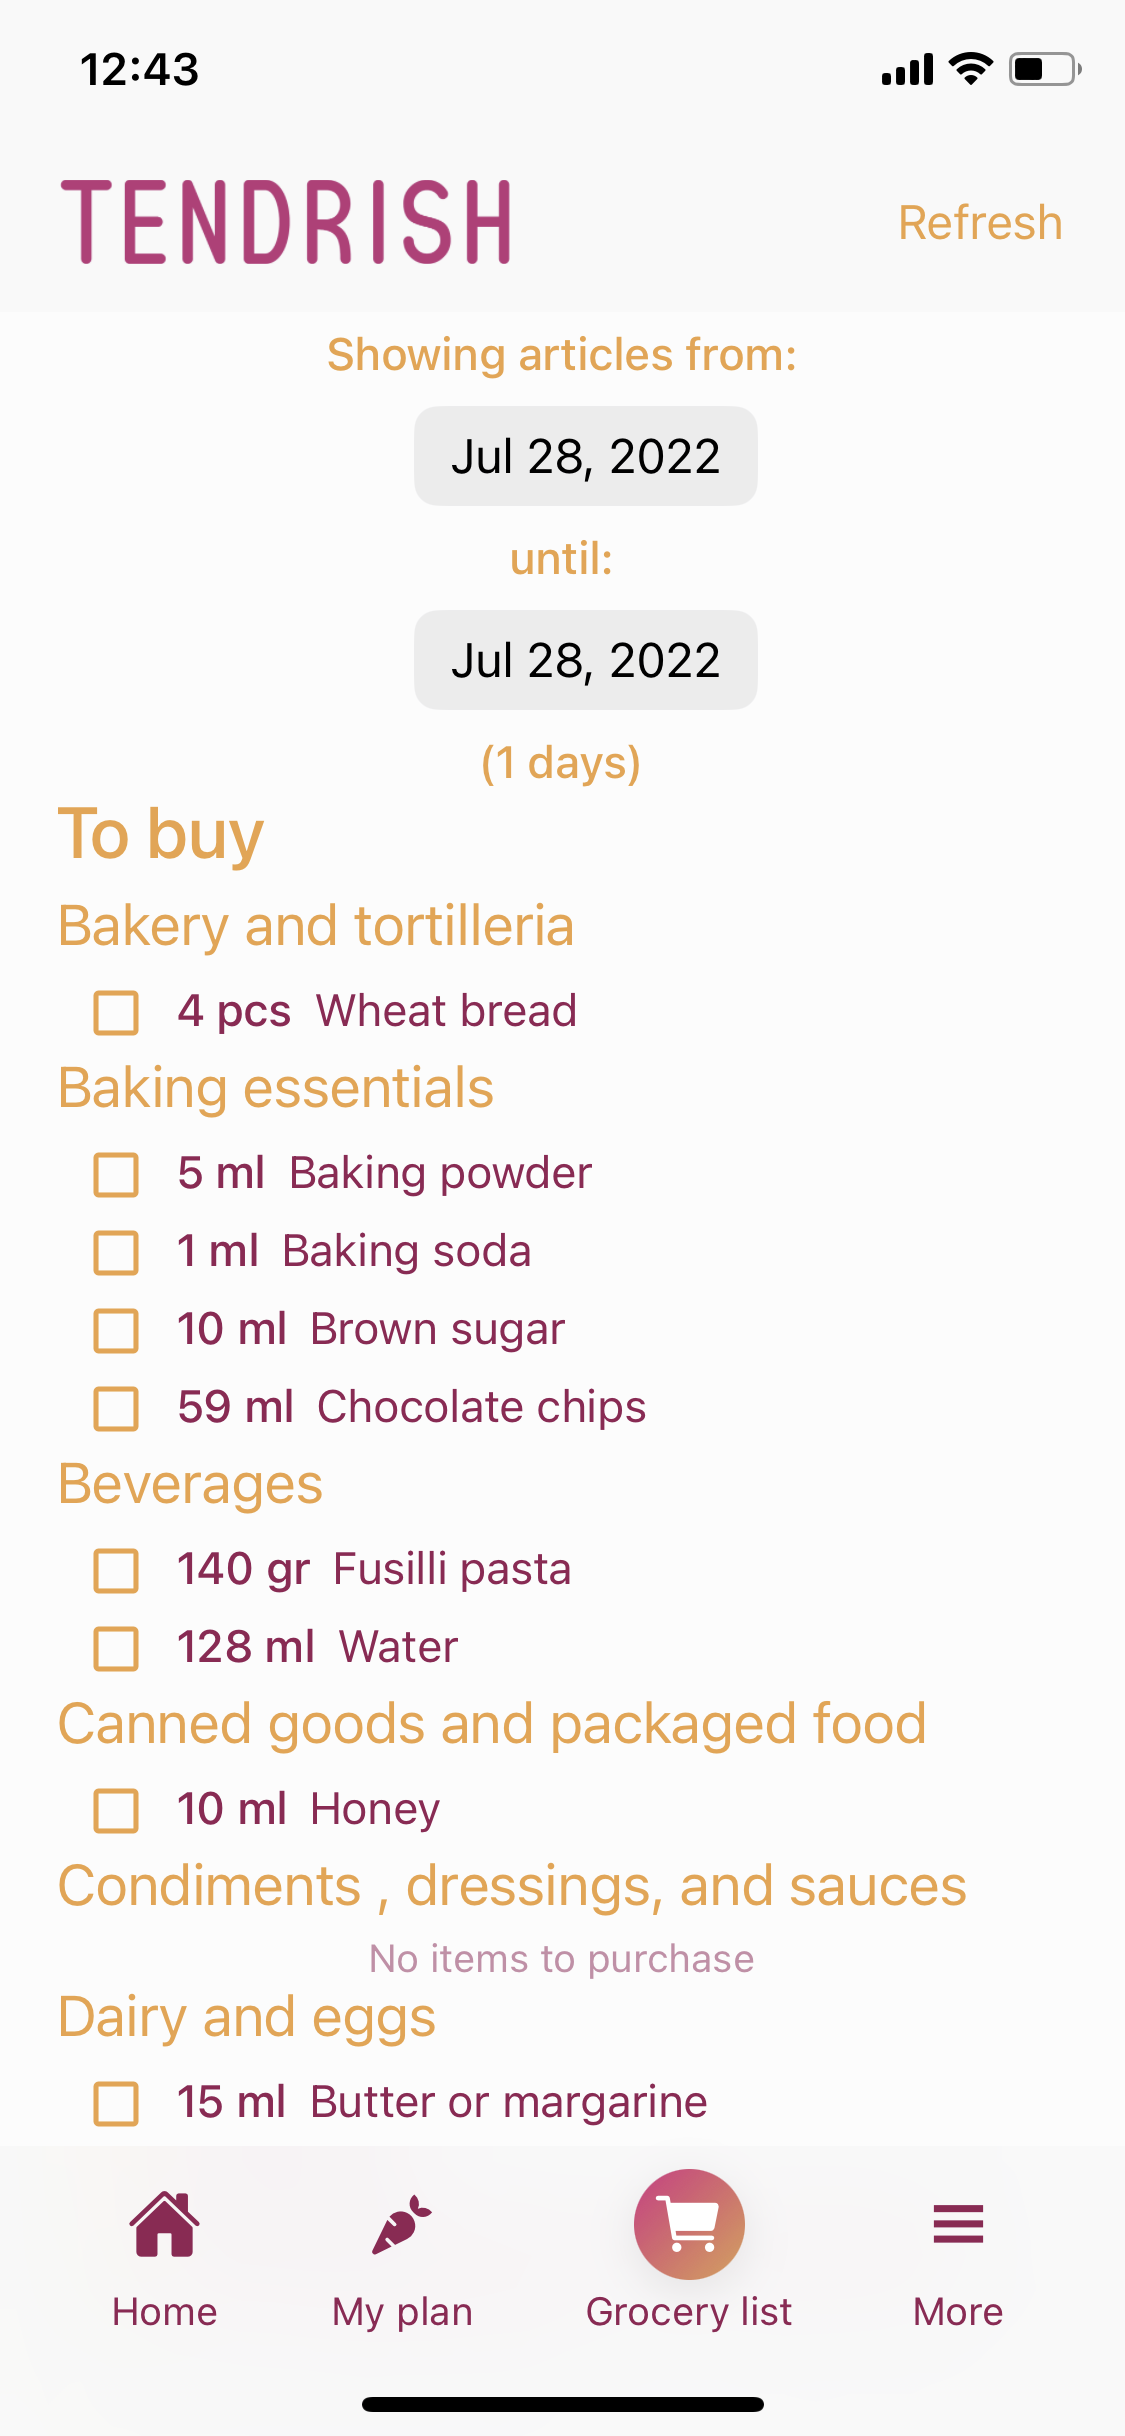 12:43
TENDRISH
Refresh
Showing articles from:
Jul 28, 2022
until:
Jul 28, 2022
(1 days)
To buy
Bakery and tortilleria
4 pcs Wheat bread
Baking essentials
5 ml Baking powder
1 ml Baking soda
10 ml Brown sugar
59 ml Chocolate chips
Beverages
140 gr Fusilli pasta
128 ml Water
Canned goods and packaged food
10 ml Honey
Condiments , dressings, and sauces
No items to purchase
Dairy and eggs
15 ml Butter or margarine
Home My plan Grocery list More